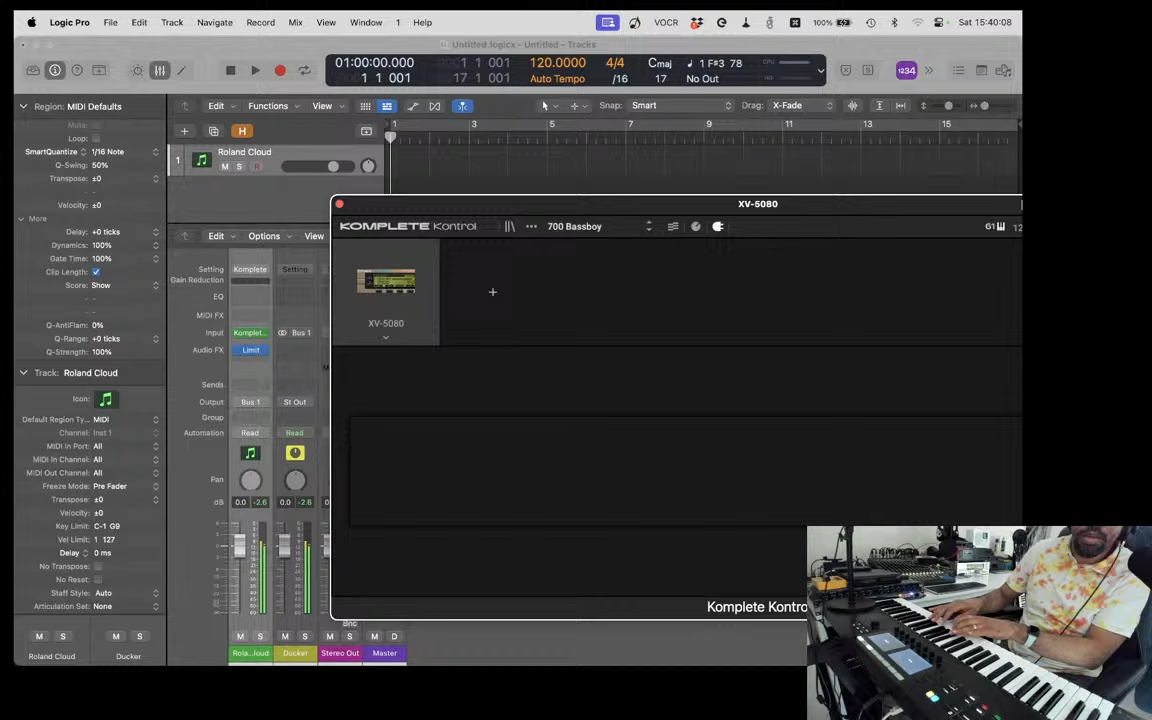 Logic Pro File Edit Track Navigate Record Mix View Window 1 Help VOCR 100% Sat 15:40:08
Untitled.logicx - Untitled - Tracks
01:00:00.000 1 1 001 120.0000 4/4 Cmaj 1 F#3 78
1 1 001 17 1 001 Auto Tempo /16 17 No Out
1234
Region: MIDI Defaults
Edit Functions View Snap: Smart Drag: X-Fade
Mute:
Loop:
SmartQuantize 1/16 Note
Q-Swing: 50%
Transpose: ±0
Velocity: ±0
More
Delay: +0 ticks
Dynamics: 100%
Gate Time: 100%
Clip Length:
Score: Show
Q-AntiFlam: 0%
Q-Range: +0 ticks
Q-Strength: 100%
Track: Roland Cloud
Icon:
Default Region Ty... MIDI
Channel: Inst 1
MIDI In Port: All
MIDI In Channel: All
MIDI Out Channel: All
Freeze Mode: Pre Fader
Transpose: ±0
Velocity: ±0
Key Limit: C-1 G9
Vel Limit: 1 127
Delay 0 ms
No Transpose:
No Reset:
Staff Style: Auto
Articulation Set: None
M S M S
Roland Cloud Ducker
H
1 3 5 7 9 11 13 15
1 Roland Cloud
M S R
Edit Options View
Setting Komplete Setting
Gain Reduction
EQ
MIDI FX
Input Komplet... Bus 1
Audio FX Limit
Sends
Output Bus 1 St Out
Group
Automation Read Read
Pan
dB 0.0 -2.6 0.0 -2.6
Bnc
M S M S M S M D
Rola...loud Ducker Stereo Out Master
XV-5080
KOMPLETE Kontrol 700 Bassboy G1
XV-5080
Komplete Kontro